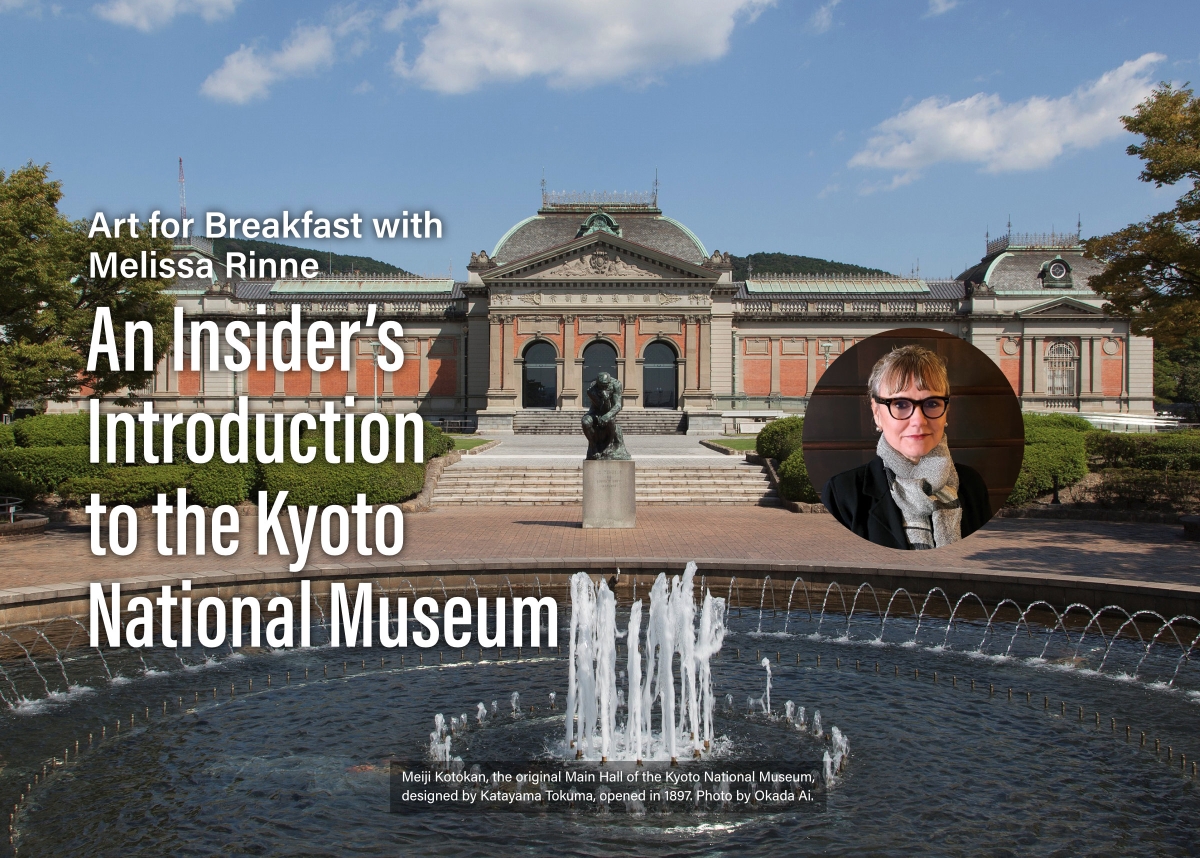 Art for Breakfast with
Melissa Rinne
An Insider’s
Introduction
to the Kyoto
National Museum
Meiji Kotokan, the original Main Hall of the Kyoto National Museum,
designed by Katayama Tokuma, opened in 1897. Photo by Okada Ai.